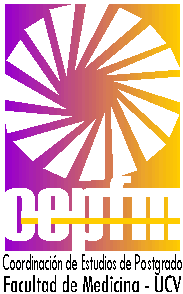 cepfm
Coordinación de Estudios de Postgrado
Facultad de Medicina - UCV